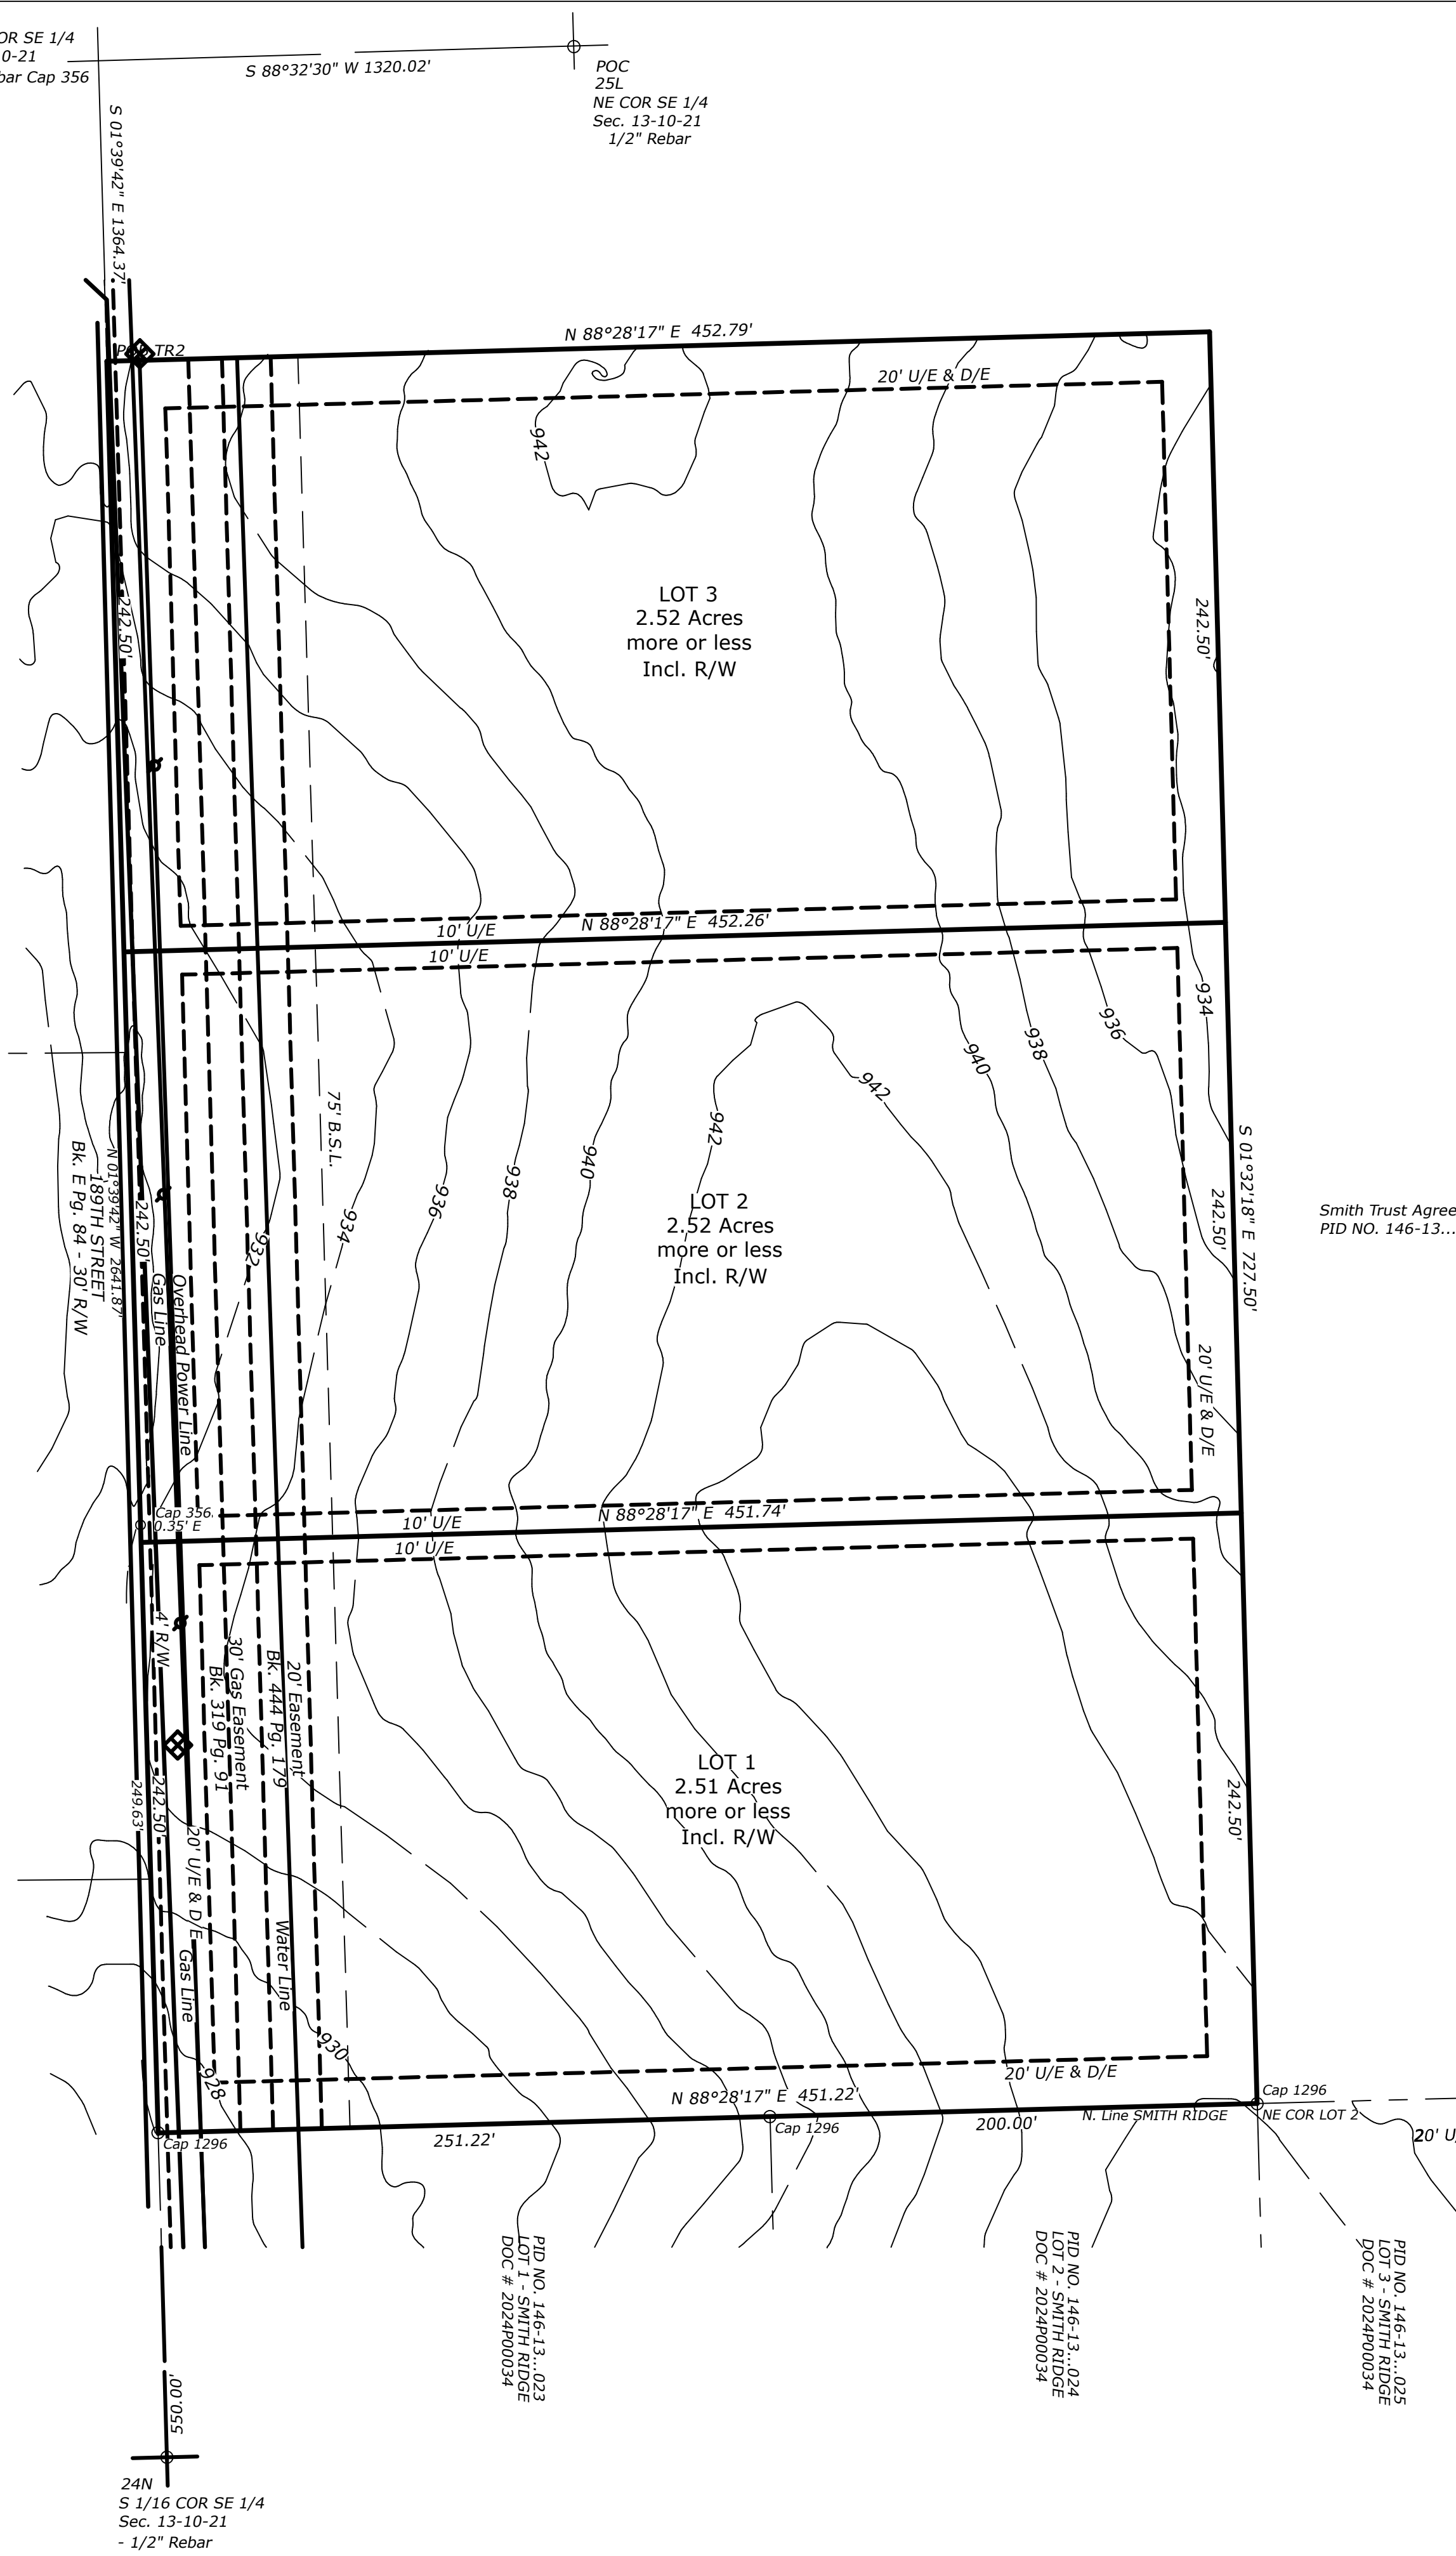 OR SE 1/4
0-21
bar Cap 356
S 88°32'30" W 1320.02'
POC
25L
NE COR SE 1/4
Sec. 13-10-21
1/2" Rebar
S 01°39'42" E 1364.37'
TR2
N 88°28'17" E 452.79'
20' U/E & D/E
942
LOT 3
2.52 Acres
more or less
Incl. R/W
242.50'
242.50'
N 88°28'17" E 452.26'
10' U/E
10' U/E
934
936
938
940
942
942
940
938
936
934
932
75' B.S.L.
LOT 2
2.52 Acres
more or less
Incl. R/W
S 01°32'18" E 727.50'
242.50'
20' U/E & D/E
Smith Trust Agree
PID NO. 146-13...
N 01°39'42" W 2641.87'
189TH STREET
Bk. E Pg. 84 - 30' R/W
242.50'
Gas Line
Overhead Power Line
Cap 356
0.35' E
N 88°28'17" E 451.74'
10' U/E
10' U/E
4' R/W
30' Gas Easement
Bk. 319 Pg. 91
20' Easement
Bk. 444 Pg. 179
LOT 1
2.51 Acres
more or less
Incl. R/W
242.50'
249.63'
242.50'
20' U/E & D/E
Gas Line
Water Line
930
928
20' U/E & D/E
N 88°28'17" E 451.22'
Cap 1296
N. Line SMITH RIDGE
NE COR LOT 2
200.00'
Cap 1296
251.22'
Cap 1296
20' U
PID NO. 146-13...023
LOT 1 - SMITH RIDGE
DOC # 2024P00034
PID NO. 146-13...024
LOT 2 - SMITH RIDGE
DOC # 2024P00034
PID NO. 146-13...025
LOT 3 - SMITH RIDGE
DOC # 2024P00034
550.00'
24N
S 1/16 COR SE 1/4
Sec. 13-10-21
- 1/2" Rebar